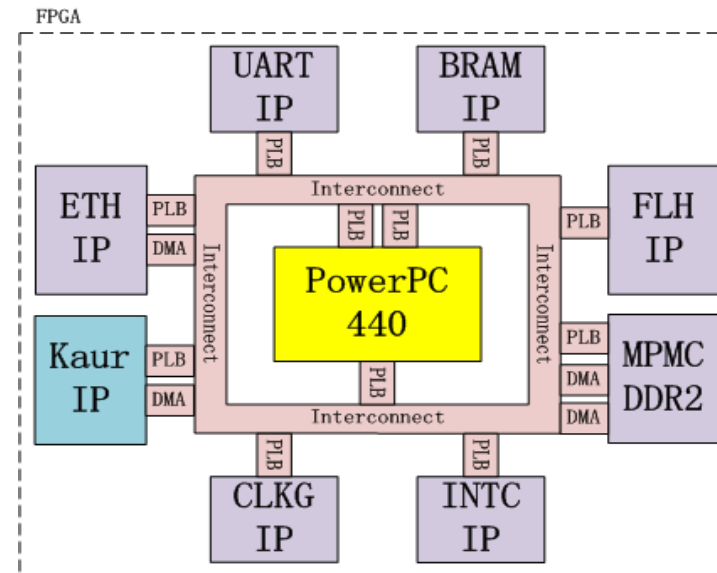 FPGA
UART
IP
BRAM
IP
PLB
PLB
ETH
IP
PLB
DMA
Interconnect
PLB
PLB
PLB
FLH
IP
Interconnect
PowerPC
440
Interconnect
Kaur
IP
PLB
DMA
PLB
PLB
DMA
DMA
MPMC
DDR2
Interconnect
PLB
PLB
CLKG
IP
INTC
IP